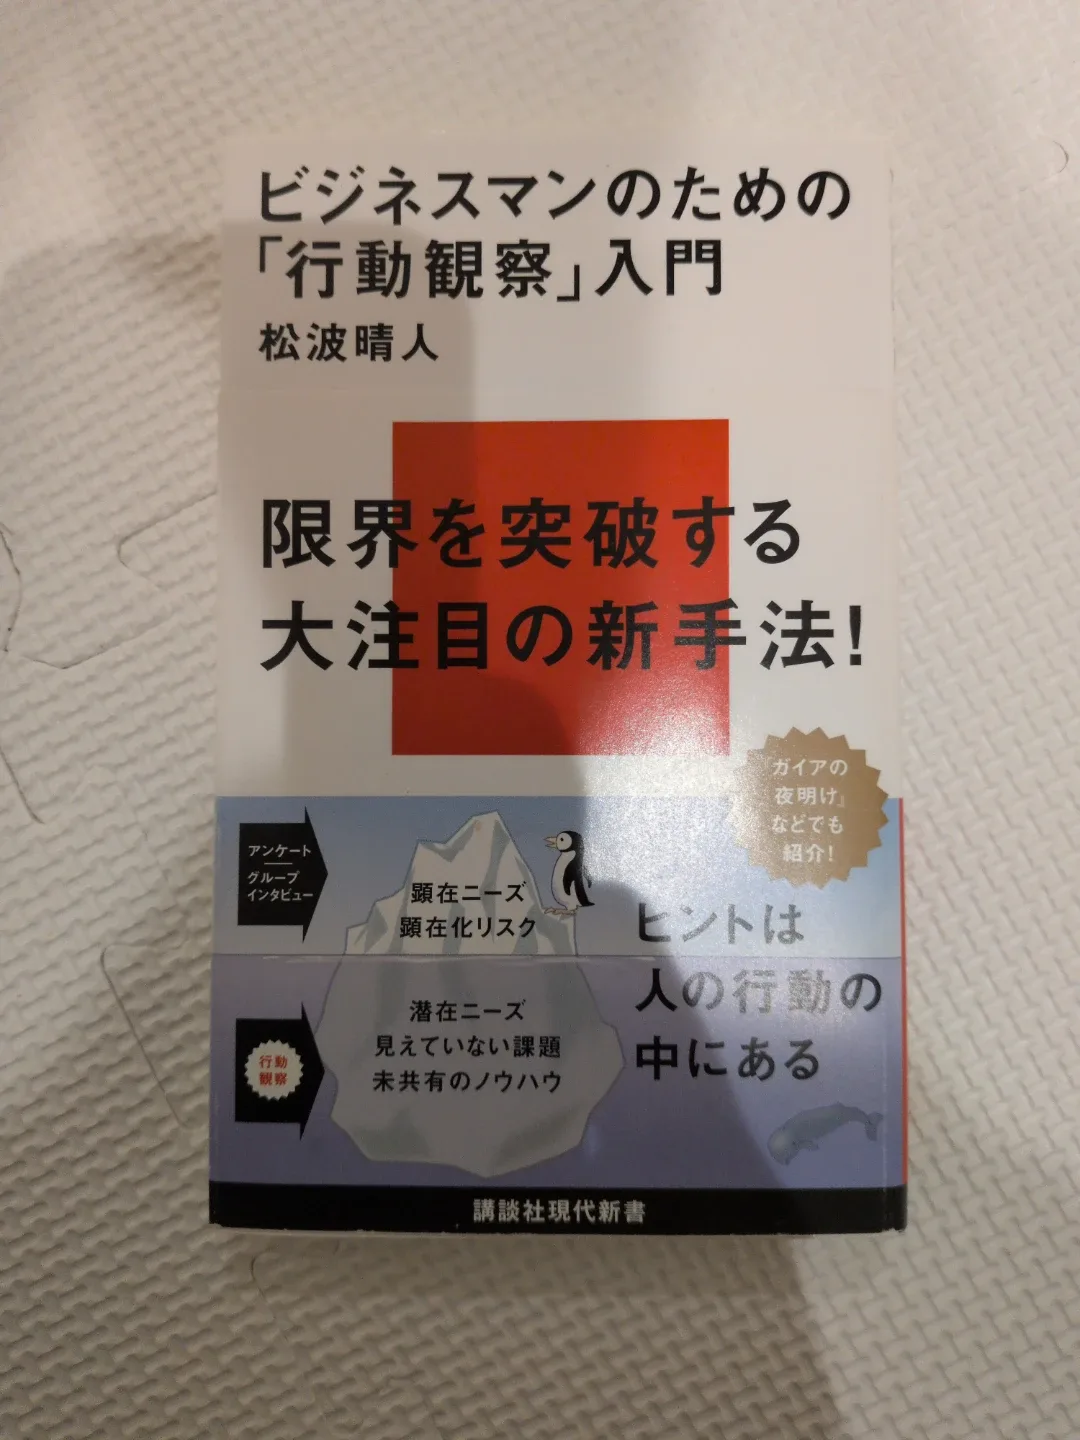 ビジネスマンのための
「行動観察」入門
松波晴人
限界を突破する
大注目の新手法!
『ガイアの
夜明け』
などでも
紹介!
アンケート
グループ
インタビュー
顕在ニーズ
顕在化リスク
ヒントは
人の行動の
中にある
潜在ニーズ
見えていない課題
未共有のノウハウ
行動
観察
講談社現代新書